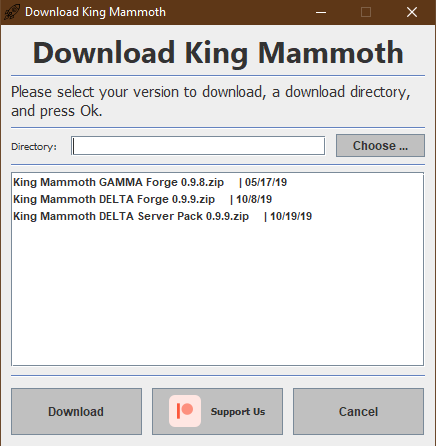 Download King Mammoth
Download King Mammoth
Please select your version to download, a download directory,
and press Ok.
Directory:
Choose ...
King Mammoth GAMMA Forge 0.9.8.zip | 05/17/19
King Mammoth DELTA Forge 0.9.9.zip | 10/8/19
King Mammoth DELTA Server Pack 0.9.9.zip | 10/19/19
Download
Support Us
Cancel